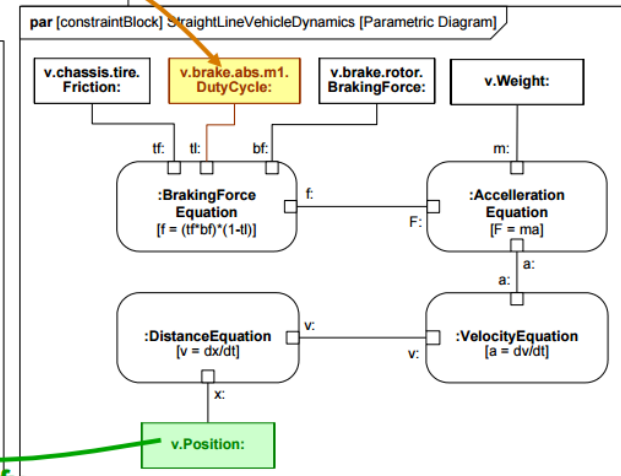 par [constraintBlock] StraightLineVehicleDynamics [Parametric Diagram]
v.chassis.tire.
Friction:
v.brake.abs.m1.
DutyCycle:
v.brake.rotor.
BrakingForce:
v.Weight:
tf:
tl:
bf:
m:
:BrakingForce
Equation
[f = (tf*bf)*(1-tl)]
f:
F:
:Accelleration
Equation
[F = ma]
a:
a:
:DistanceEquation
[v = dx/dt]
v:
v:
:VelocityEquation
[a = dv/dt]
x:
v.Position: